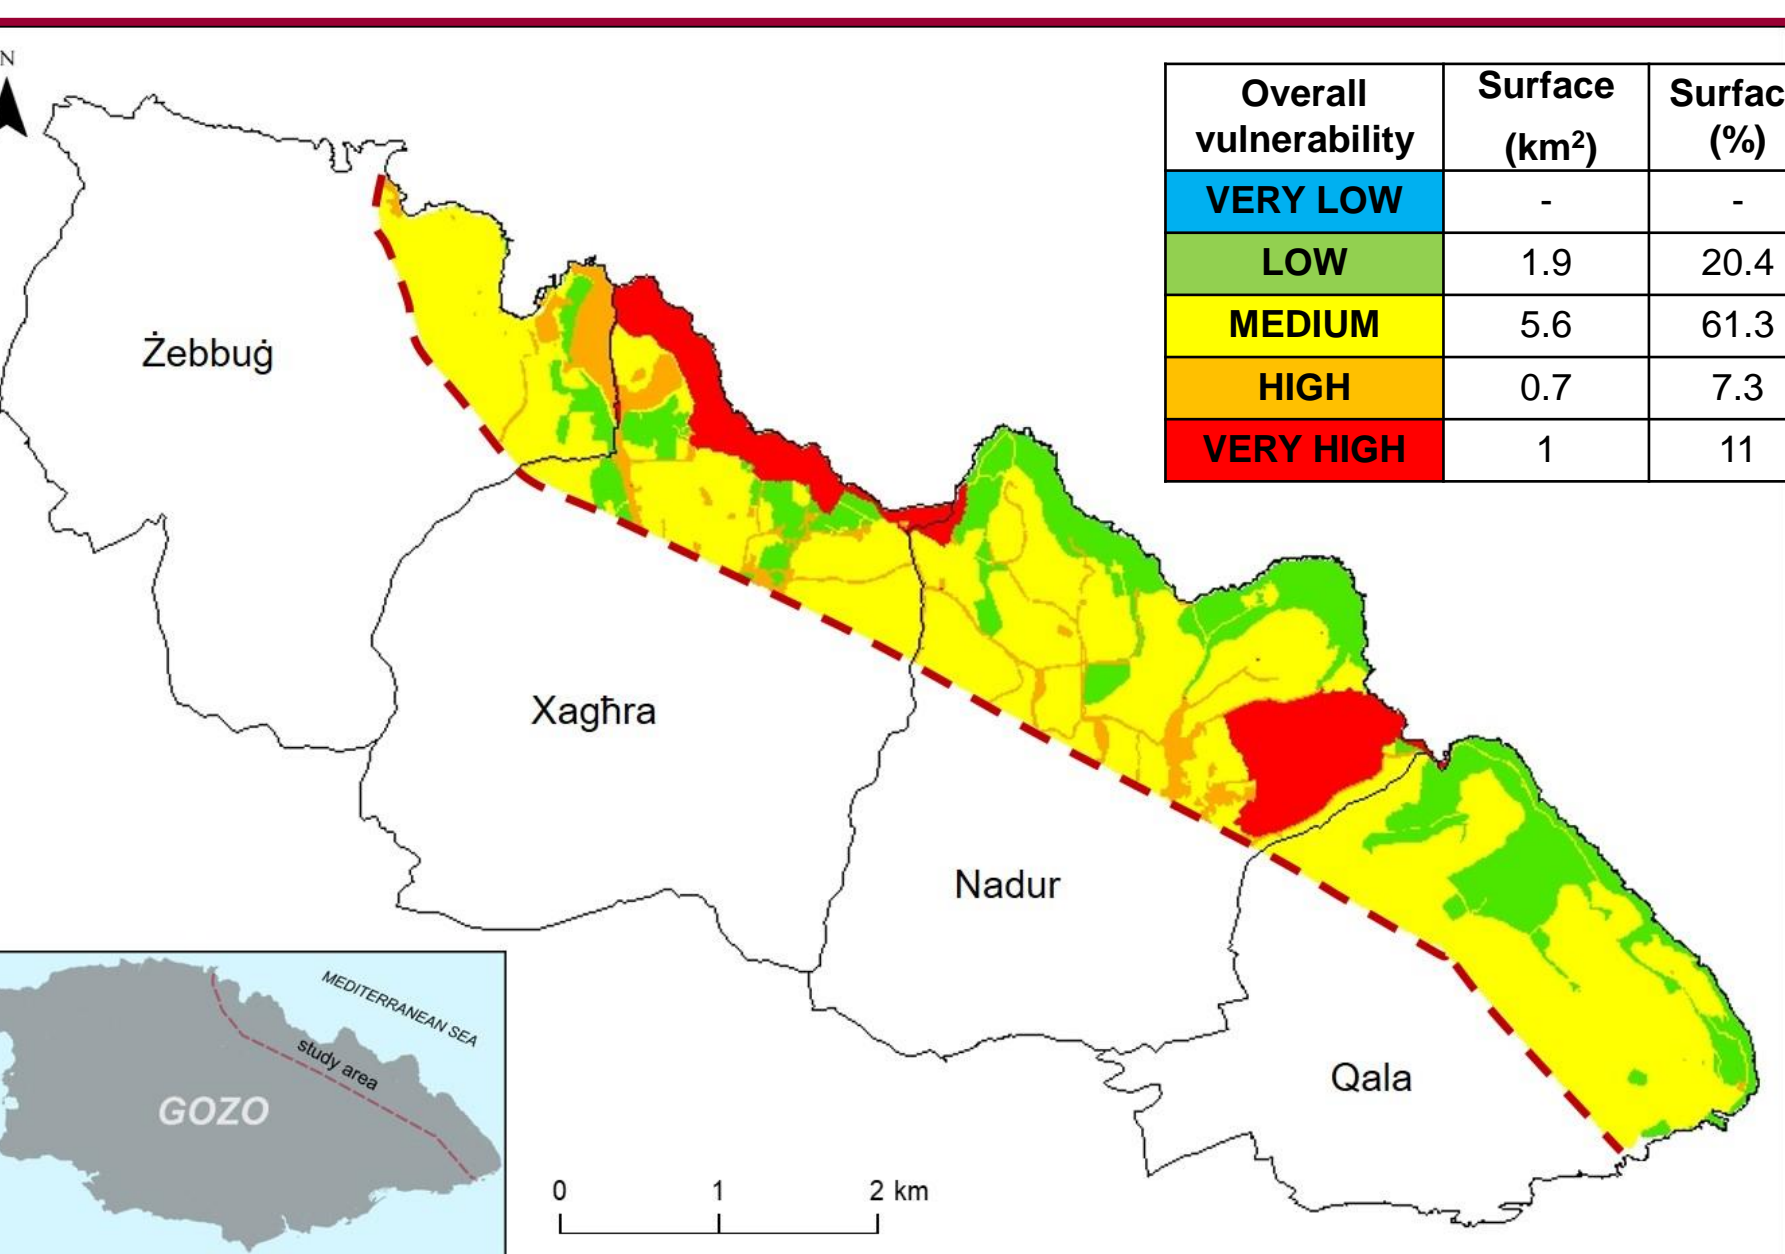 N
Overall vulnerability
Surface (km²)
Surfac (%)
VERY LOW - -
LOW 1.9 20.4
MEDIUM 5.6 61.3
HIGH 0.7 7.3
VERY HIGH 1 11
Żebbuġ
Xagħra
Nadur
Qala
MEDITERRANEAN SEA
study area
GOZO
0 1 2 km